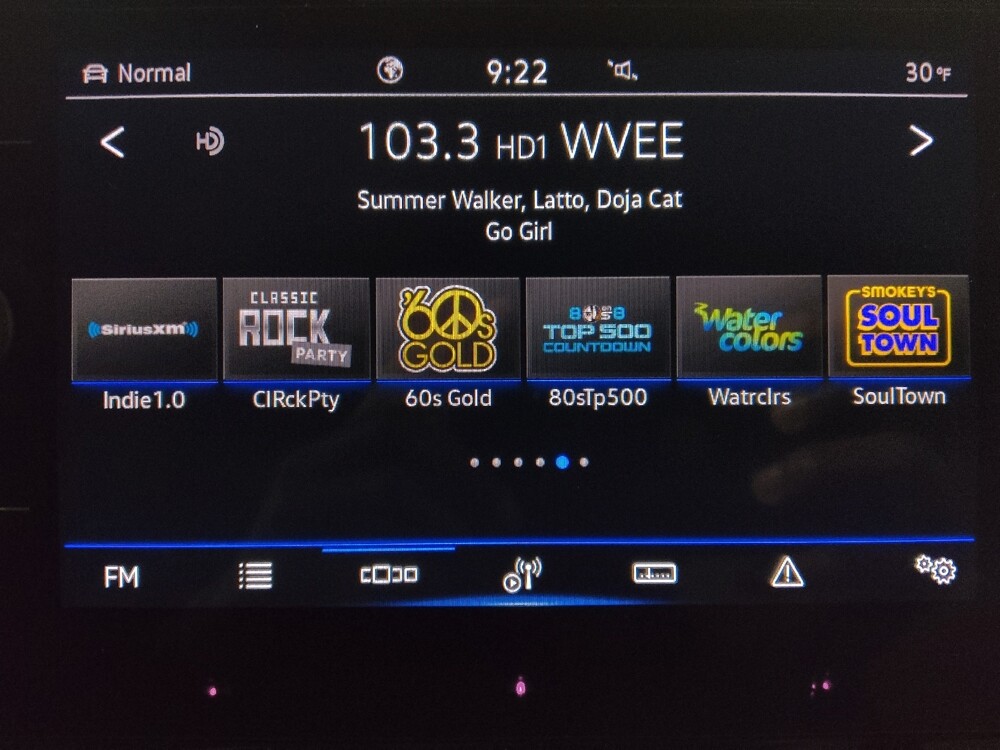 Normal
9:22
30°F
<
HD
103.3 HD1 WVEE
>
Summer Walker, Latto, Doja Cat
Go Girl
SiriusXM
CLASSIC
ROCK
PARTY
'60s
GOLD
80s on 8
TOP 500
COUNTDOWN
Water
colors
SMOKEY'S
SOUL
TOWN
Indie1.0
ClRckPty
60s Gold
80sTp500
Watrclrs
SoulTown
FM